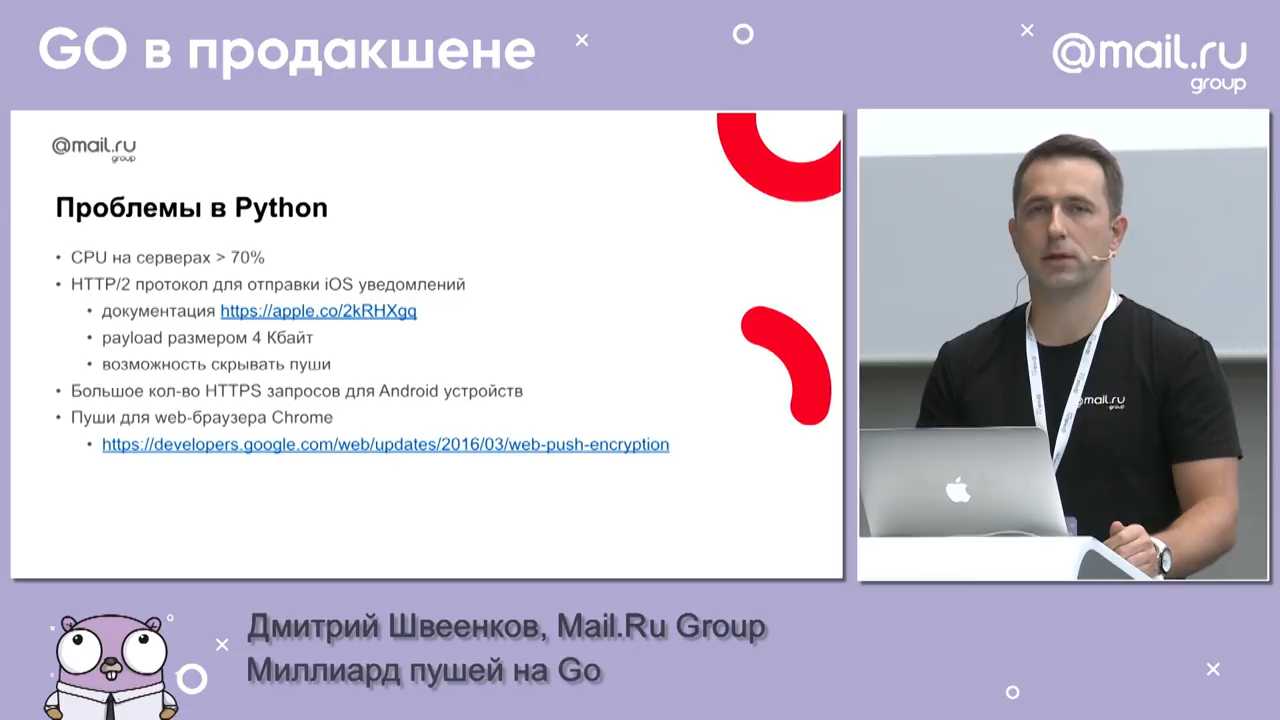 GO в продакшене
@mail.ru
group
@mail.ru
group
Проблемы в Python
• CPU на серверах > 70%
• HTTP/2 протокол для отправки iOS уведомлений
• документация https://apple.co/2kRHXgq
• payload размером 4 Кбайт
• возможность скрывать пуши
• Большое кол-во HTTPS запросов для Android устройств
• Пуши для web-браузера Chrome
• https://developers.google.com/web/updates/2016/03/web-push-encryption
@mail.ru
group
Дмитрий Швеенков, Mail.Ru Group
Миллиард пушей на Go